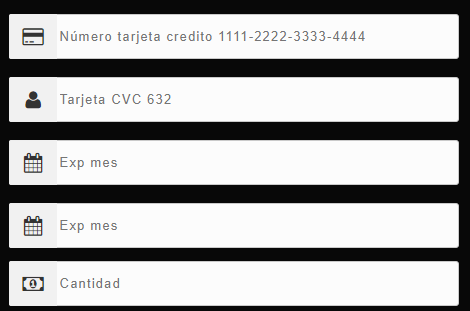 Número tarjeta credito 1111-2222-3333-4444
Tarjeta CVC 632
Exp mes
Exp mes
Cantidad